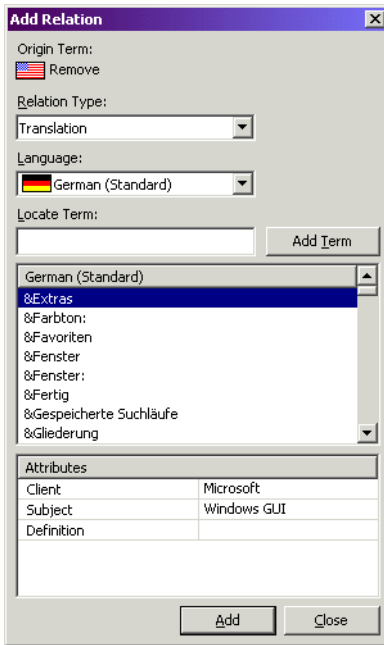 Add Relation
Origin Term:
Remove
Relation Type:
Translation
Language:
German (Standard)
Locate Term:
Add Term
German (Standard)
&Extras
&Farbton:
&Favoriten
&Fenster
&Fenster:
&Fertig
&Gespeicherte Suchläufe
&Gliederung
Attributes
Client Microsoft
Subject Windows GUI
Definition
Add Close